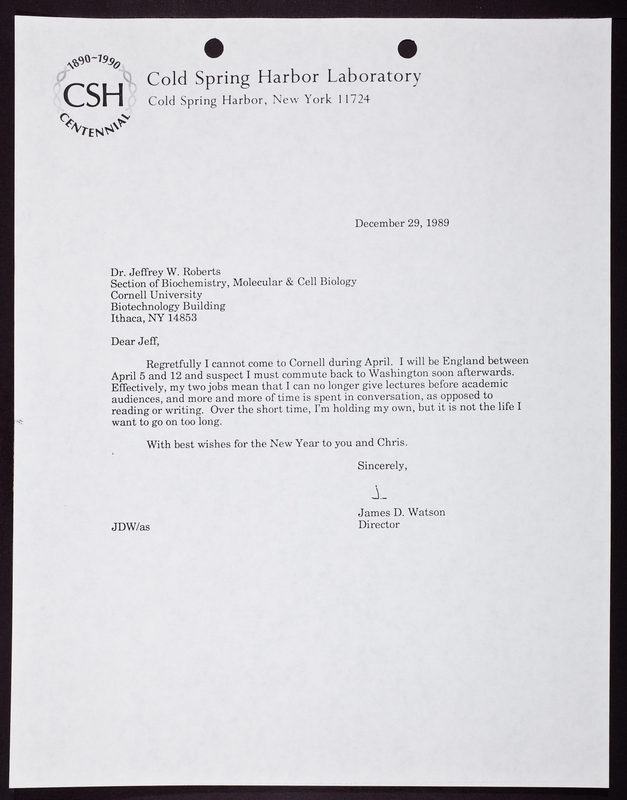 1890~1990
CSH
CENTENNIAL
Cold Spring Harbor Laboratory
Cold Spring Harbor, New York 11724
December 29, 1989
Dr. Jeffrey W. Roberts
Section of Biochemistry, Molecular & Cell Biology
Cornell University
Biotechnology Building
Ithaca, NY 14853
Dear Jeff,
Regretfully I cannot come to Cornell during April. I will be England between
April 5 and 12 and suspect I must commute back to Washington soon afterwards.
Effectively, my two jobs mean that I can no longer give lectures before academic
audiences, and more and more of time is spent in conversation, as opposed to
reading or writing. Over the short time, I'm holding my own, but it is not the life I
want to go on too long.
With best wishes for the New Year to you and Chris.
Sincerely,
J_
James D. Watson
Director
JDW/as